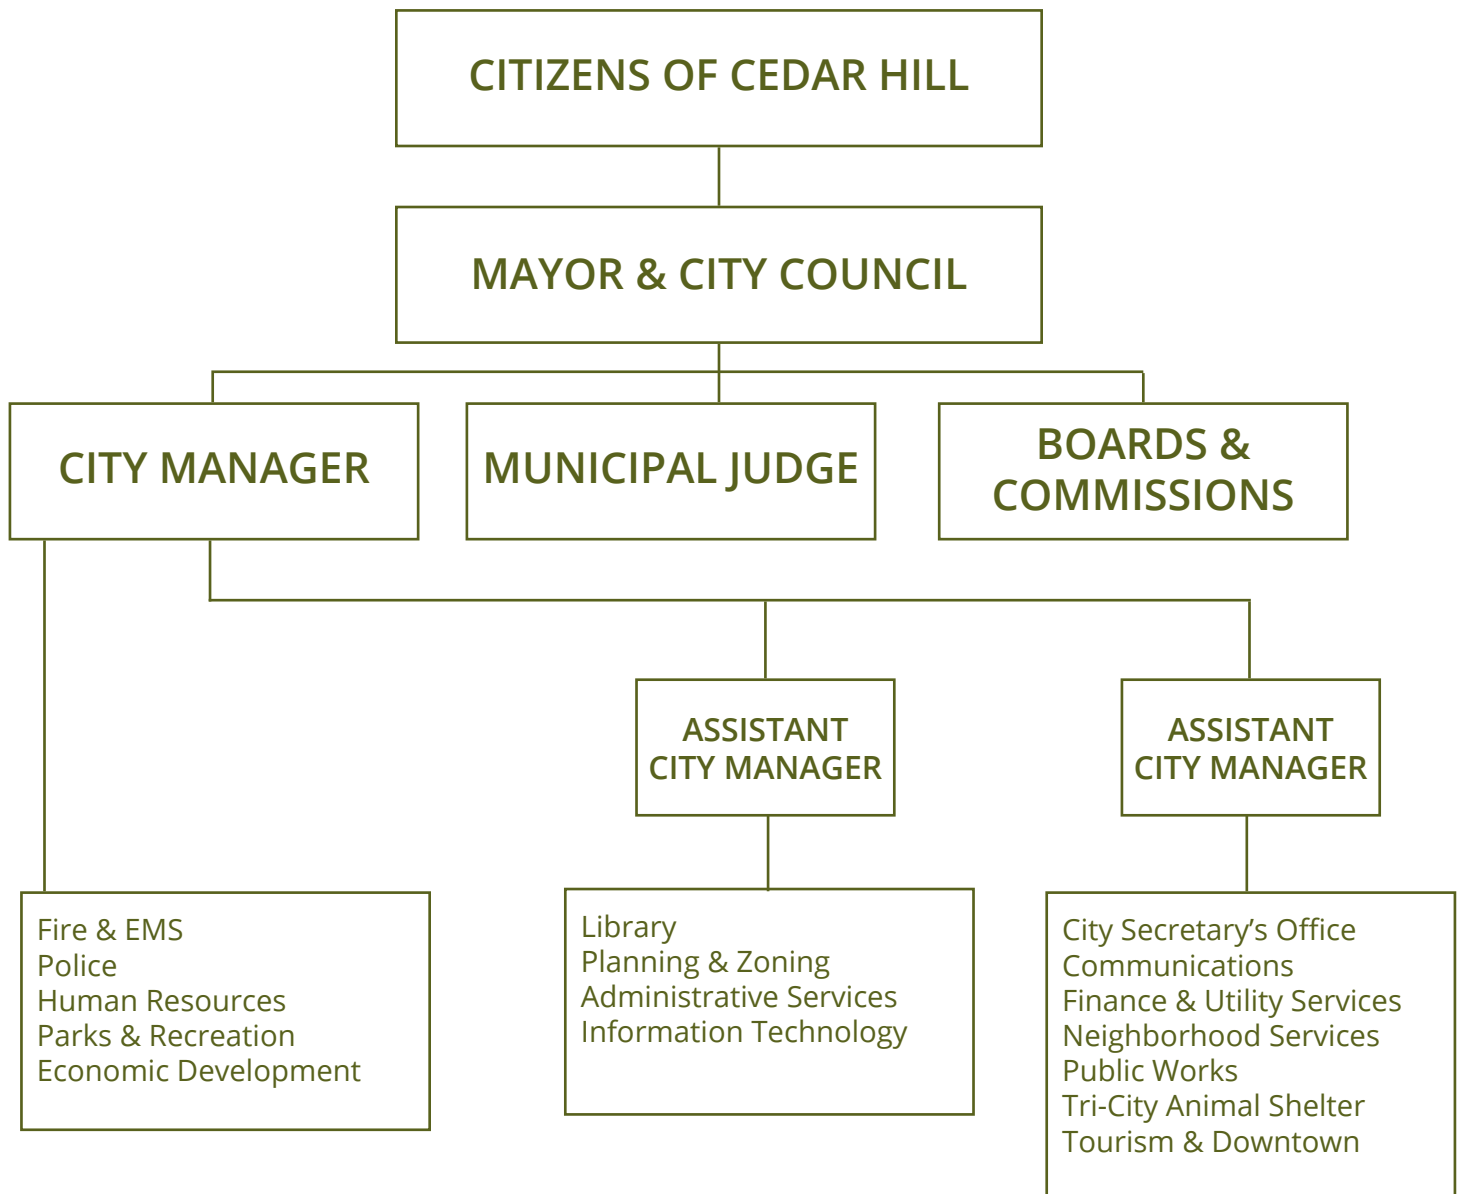 CITIZENS OF CEDAR HILL
MAYOR & CITY COUNCIL
CITY MANAGER
MUNICIPAL JUDGE
BOARDS &
COMMISSIONS
ASSISTANT
CITY MANAGER
ASSISTANT
CITY MANAGER
Fire & EMS
Police
Human Resources
Parks & Recreation
Economic Development
Library
Planning & Zoning
Administrative Services
Information Technology
City Secretary’s Office
Communications
Finance & Utility Services
Neighborhood Services
Public Works
Tri-City Animal Shelter
Tourism & Downtown